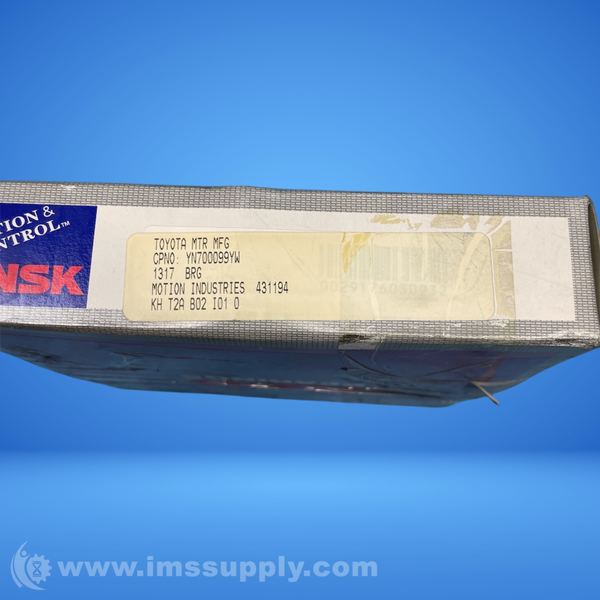 TION &
NTROL™
NSK
TOYOTA MTR MFG
CPNO: YN700099YW
1317 BRG
MOTION INDUSTRIES 431194
KH T2A B02 I01 0
www.imssupply.com